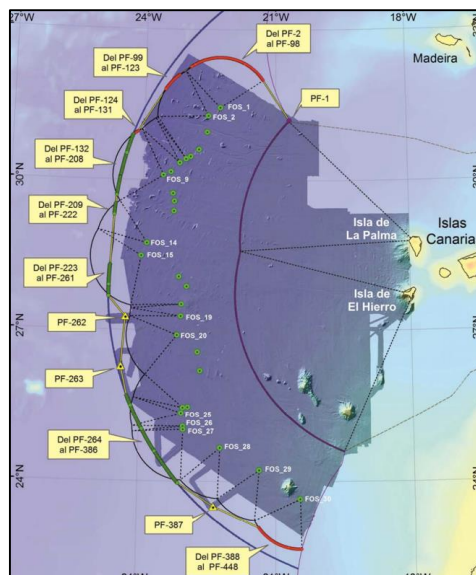 24°W
21°W
18°W
Del PF-99
al PF-123
Del PF-2
al PF-98
Madeira
Del PF-124
al PF-131
PF-1
FOS_1
FOS_2
Del PF-132
al PF-208
30°N
FOS_9
Del PF-209
al PF-222
Isla de
La Palma
Islas
Canaria
FOS_14
FOS_15
Del PF-223
al PF-261
Isla de
El Hierro
PF-262
FOS_19
27°N
27°N
FOS_20
PF-263
FOS_25
FOS_26
FOS_27
Del PF-264
al PF-386
FOS_28
FOS_29
24°N
24°N
PF-387
Del PF-388
al PF-448
21°W
18°W